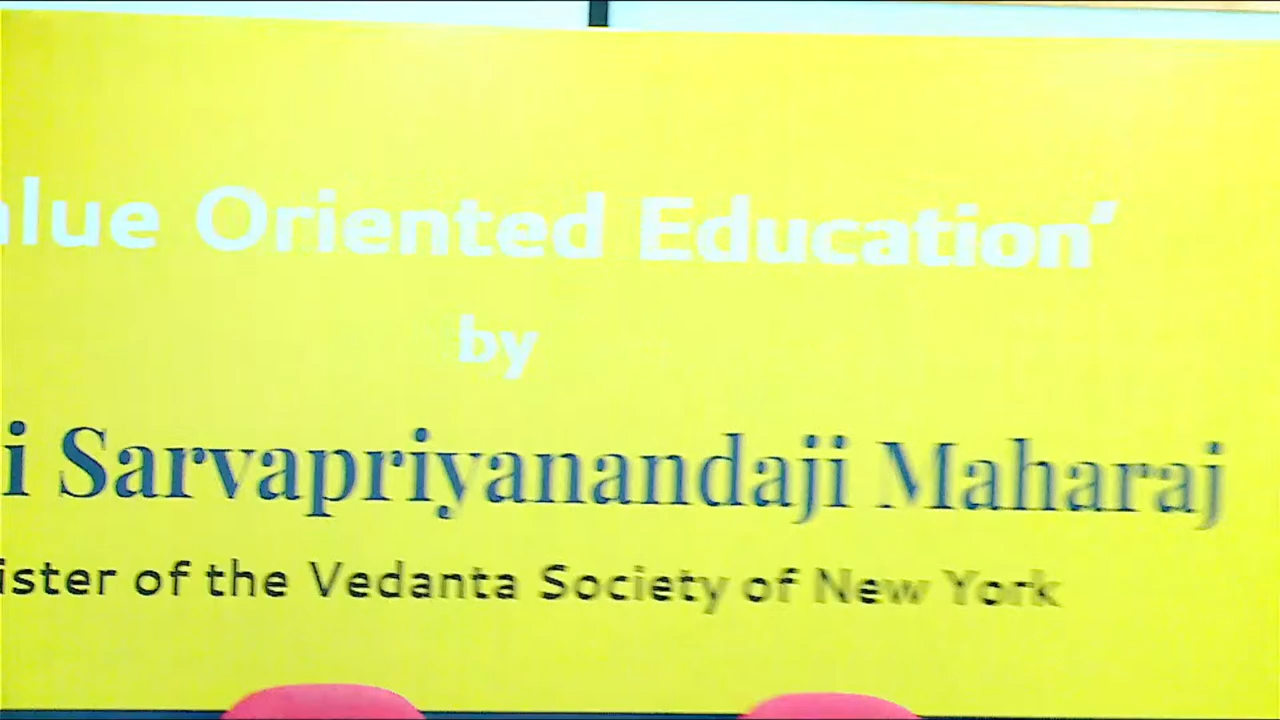 alue Oriented Education'
by
i Sarvapriyanandaji Maharaj
ister of the Vedanta Society of New York